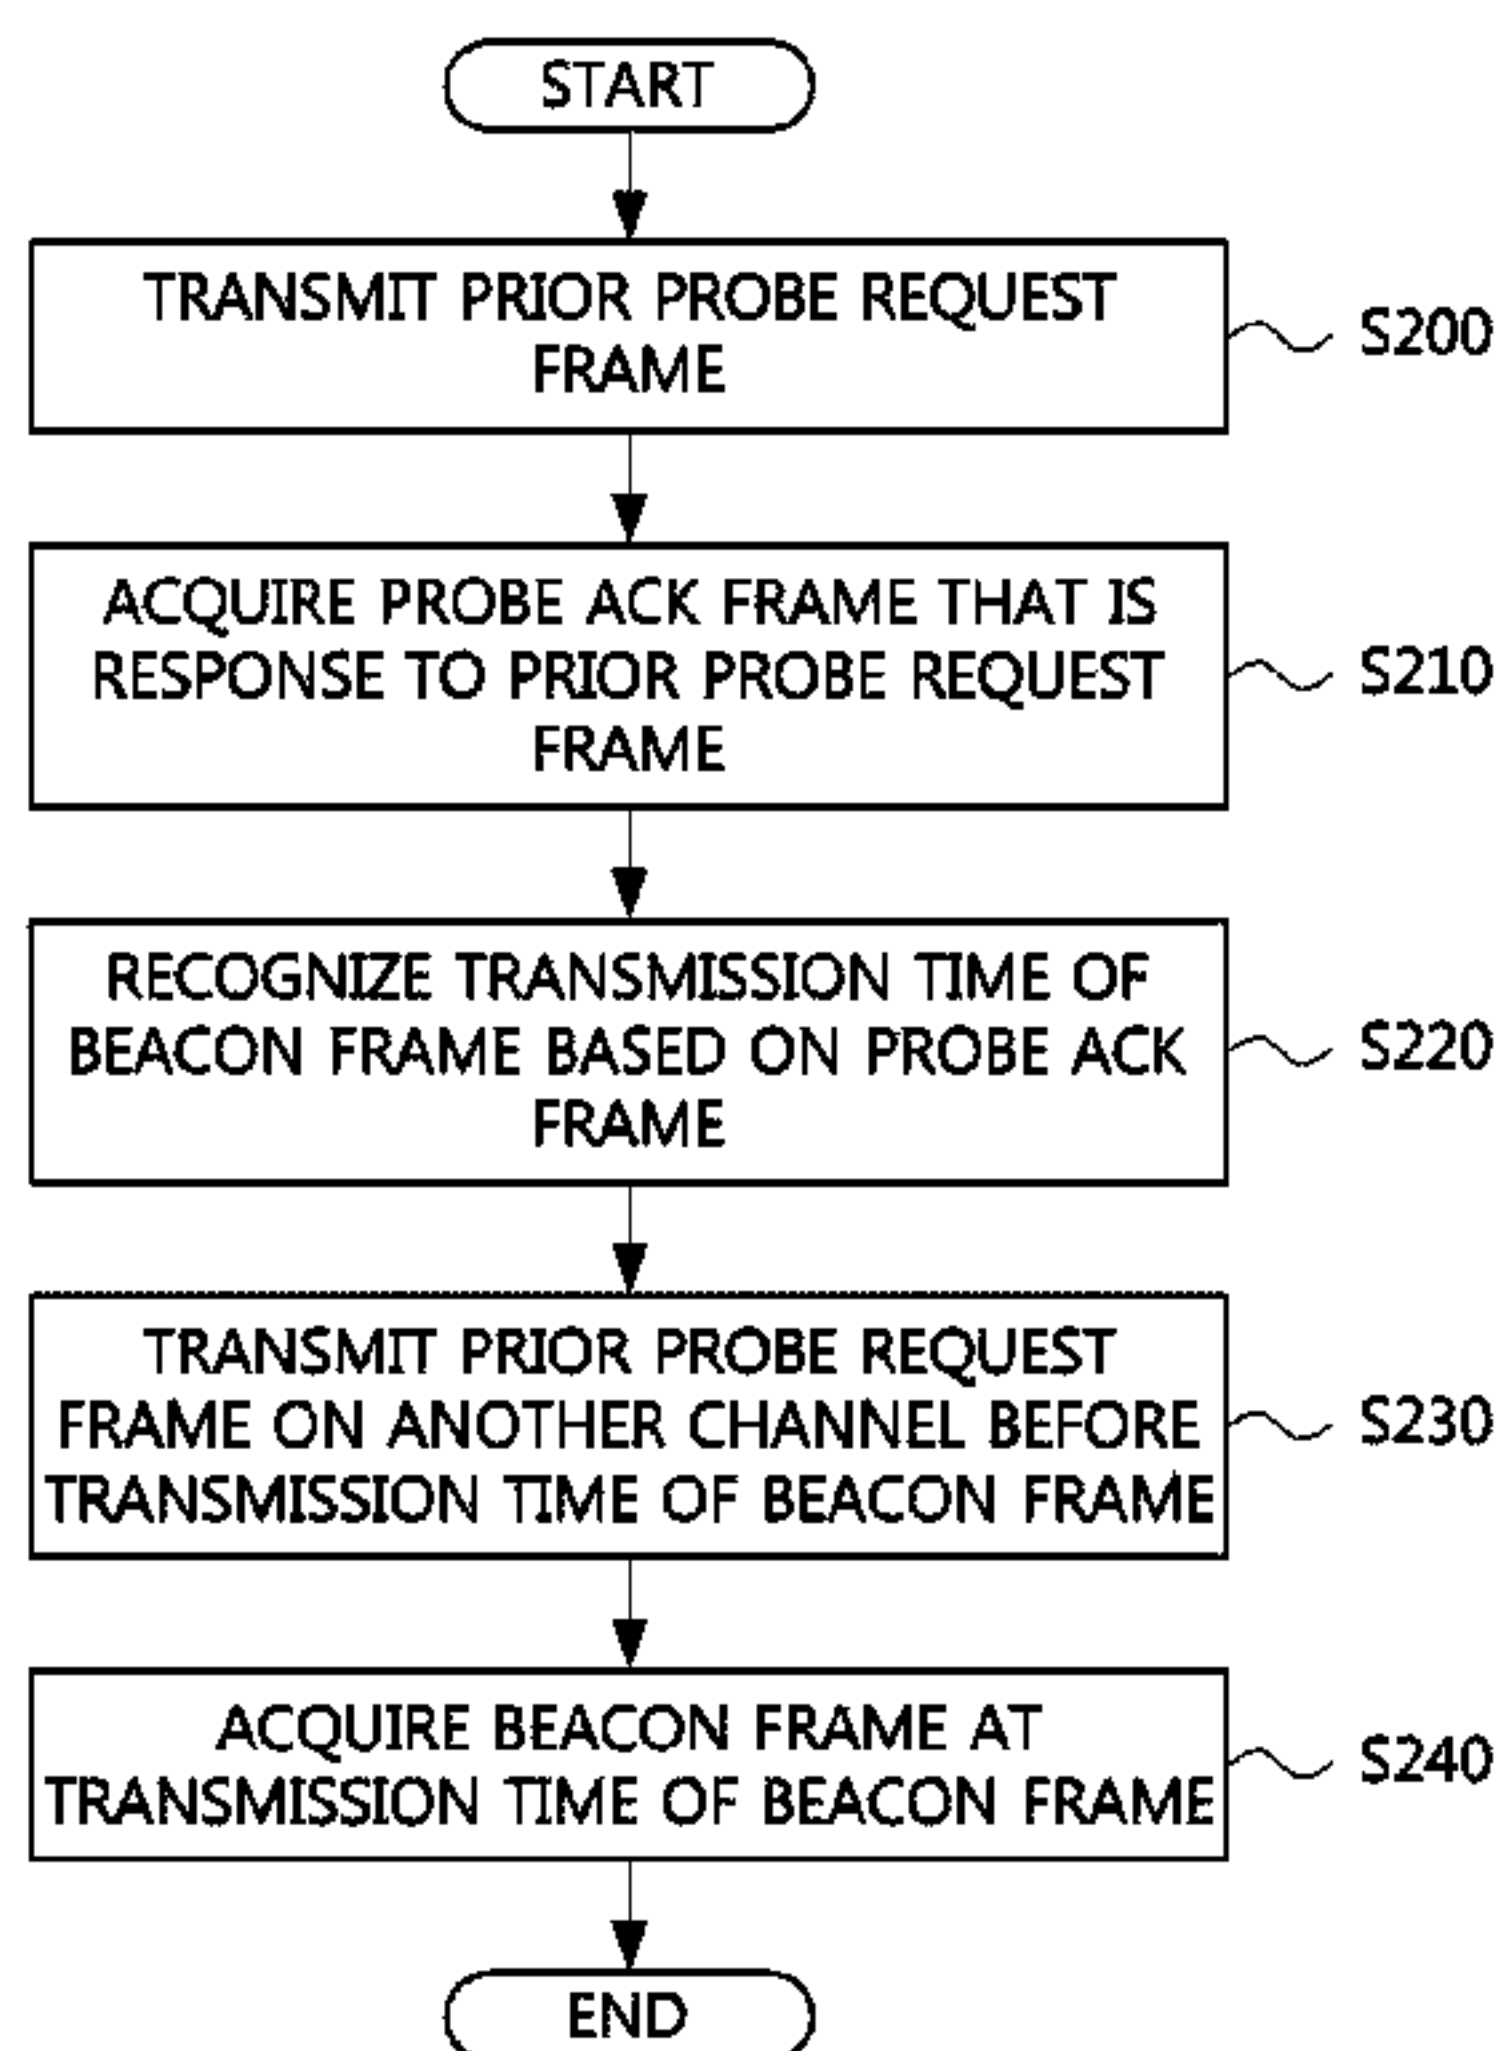 START
TRANSMIT PRIOR PROBE REQUEST
FRAME
S200
ACQUIRE PROBE ACK FRAME THAT IS
RESPONSE TO PRIOR PROBE REQUEST
FRAME
S210
RECOGNIZE TRANSMISSION TIME OF
BEACON FRAME BASED ON PROBE ACK
FRAME
S220
TRANSMIT PRIOR PROBE REQUEST
FRAME ON ANOTHER CHANNEL BEFORE
TRANSMISSION TIME OF BEACON FRAME
S230
ACQUIRE BEACON FRAME AT
TRANSMISSION TIME OF BEACON FRAME
S240
END